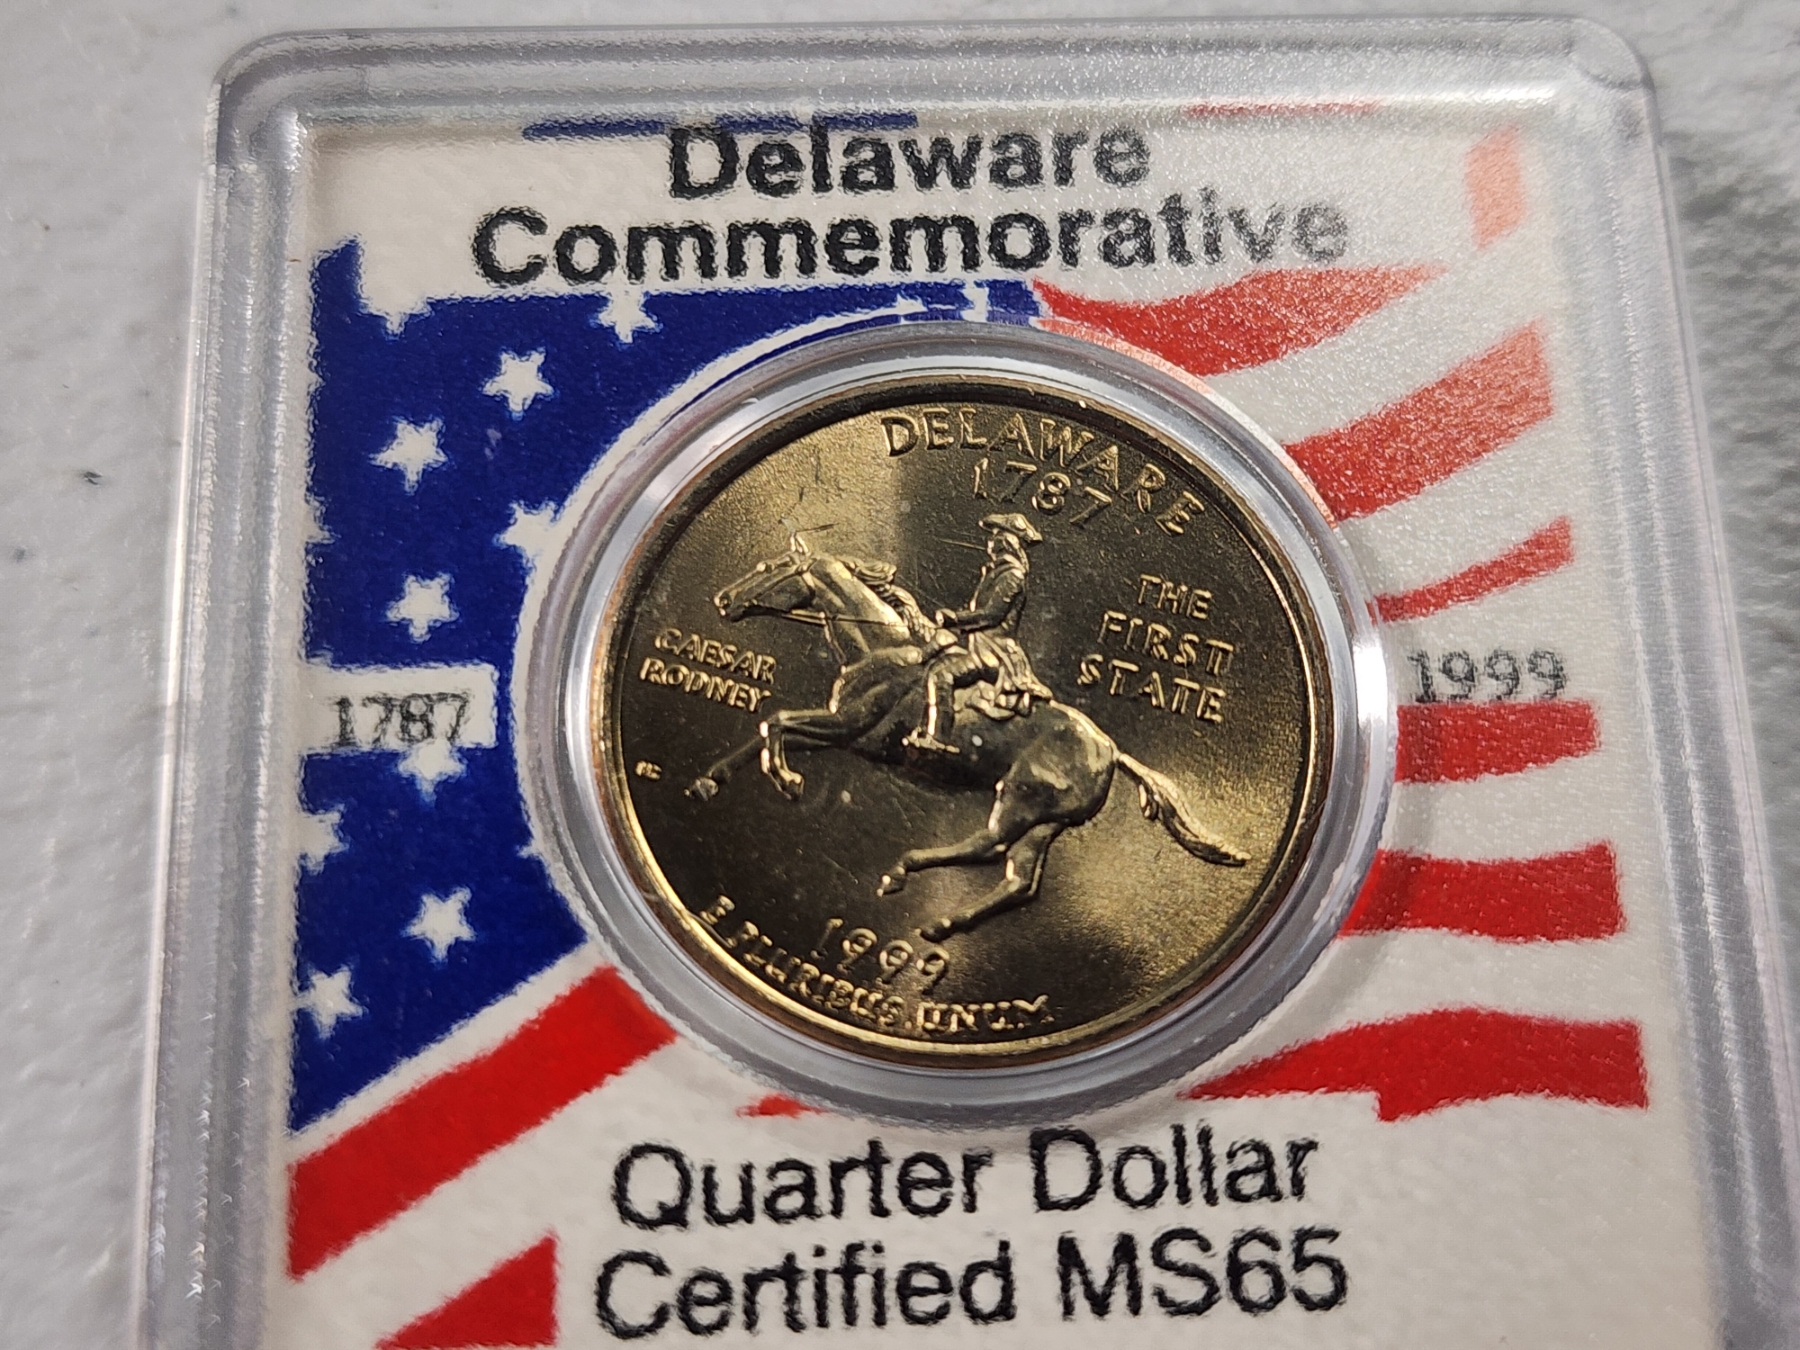 Delaware
Commemorative
DELAWARE
1787
THE
FIRST
STATE
CAESAR
RODNEY
1787
1999
1999
E PLURIBUS UNUM
Quarter Dollar
Certified MS65